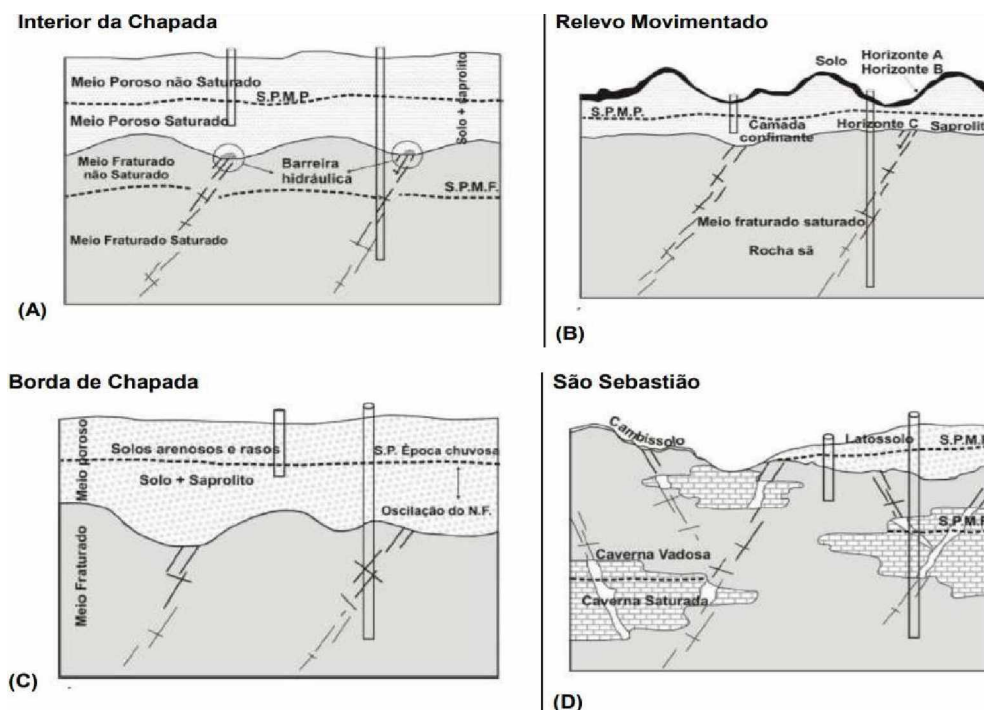 Interior da Chapada
Meio Poroso não Saturado
S.P.M.P.
Meio Poroso Saturado
Solo + saprolito
Meio Fraturado
não Saturado
Barreira
hidráulica
S.P.M.F.
Meio Fraturado Saturado
(A)
Relevo Movimentado
Solo
Horizonte A
Horizonte B
S.P.M.P.
Camada
confinante
Horizonte C
Saprolito
Meio fraturado saturado
Rocha sã
(B)
Borda de Chapada
Meio poroso
Solos arenosos e rasos
S.P. Época chuvosa
Solo + Saprolito
Oscilação do N.F.
Meio Fraturado
(C)
São Sebastião
Cambissolo
Latossolo
Caverna Vadosa
Caverna Saturada
(D)